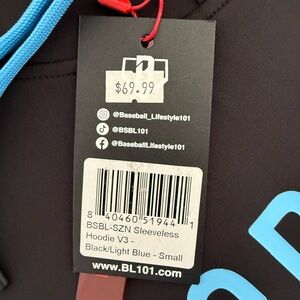 $69.99
@Baseball_Lifestyle101
@BSBL101
@BaseballLifestyle101
8 40460 51944 1
BSBL-SZN Sleeveless
Hoodie V3 -
Black/Light Blue - Small
www.BL101.com